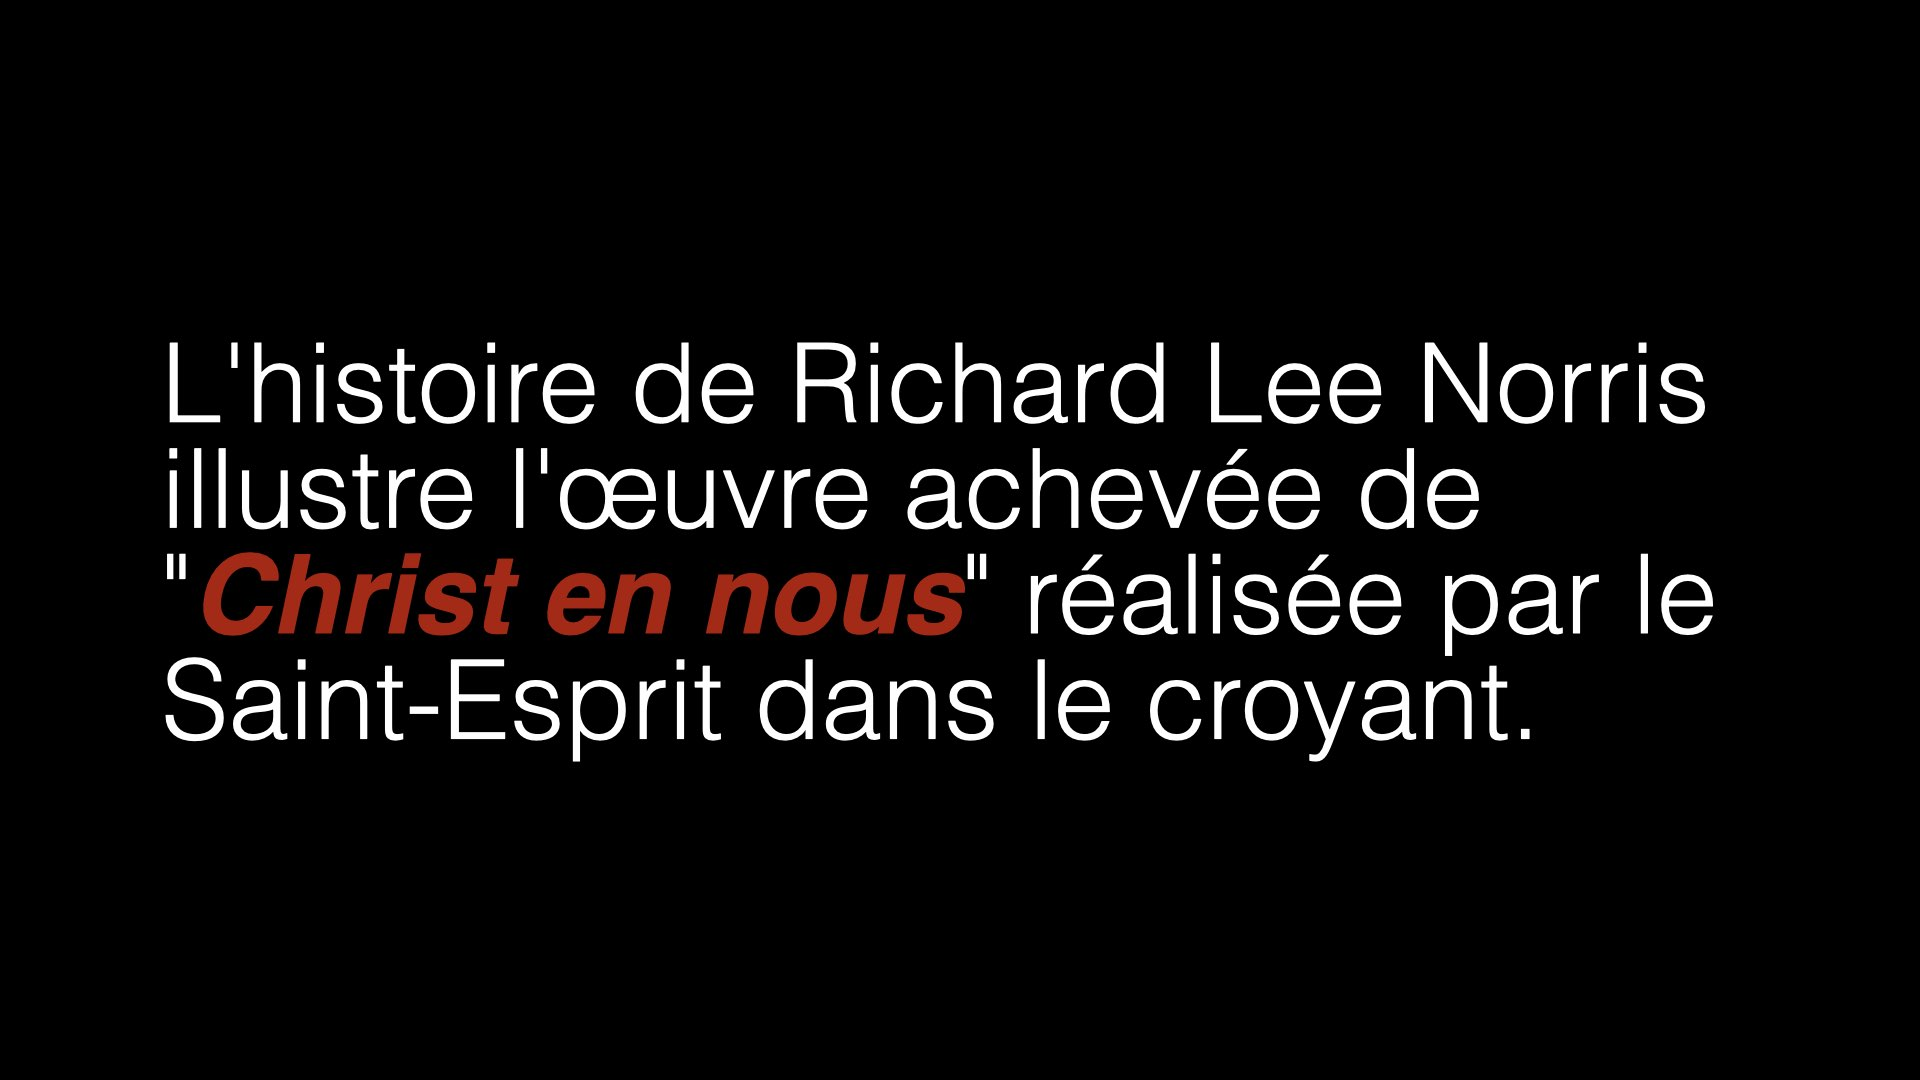 L'histoire de Richard Lee Norris
illustre l'œuvre achevée de
"Christ en nous" réalisée par le
Saint-Esprit dans le croyant.